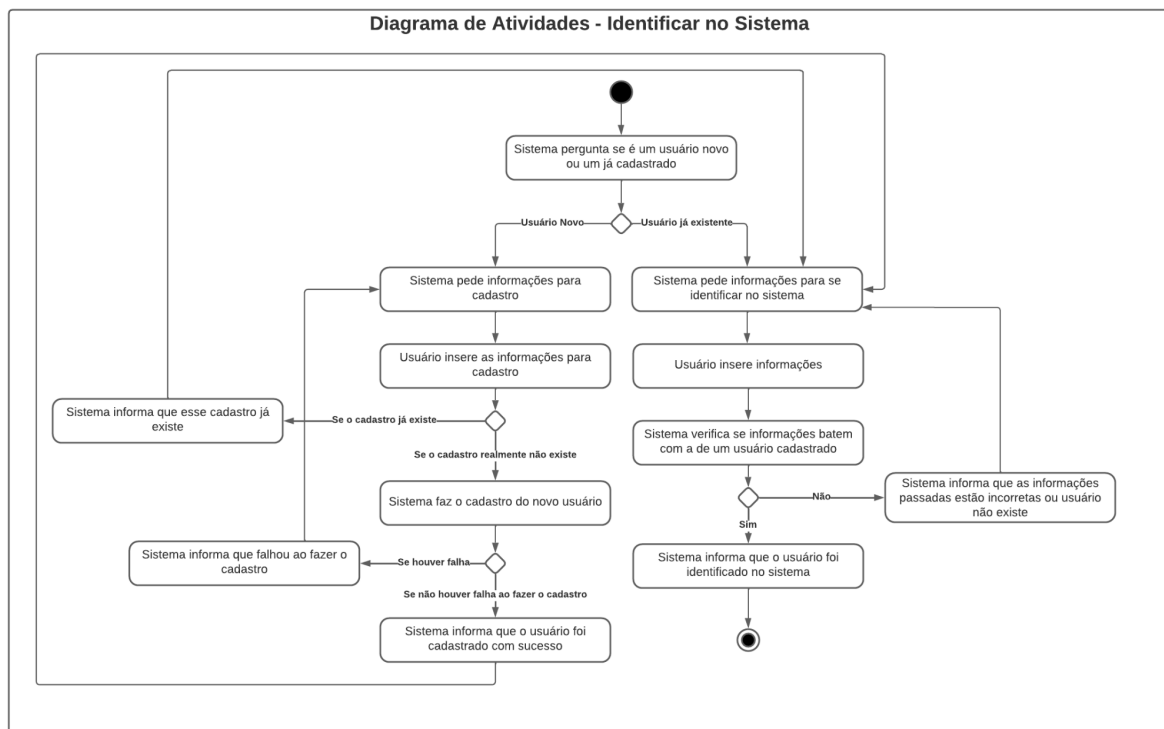 Diagrama de Atividades - Identificar no Sistema
Sistema pergunta se é um usuário novo
ou um já cadastrado
Usuário Novo
Usuário já existente
Sistema pede informações para
cadastro
Sistema pede informações para se
identificar no sistema
Usuário insere as informações para
cadastro
Usuário insere informações
Sistema informa que esse cadastro já
existe
Se o cadastro já existe
Sistema verifica se informações batem
com a de um usuário cadastrado
Se o cadastro realmente não existe
Sistema faz o cadastro do novo usuário
Não
Sistema informa que as informações
passadas estão incorretas ou usuário
não existe
Sim
Sistema informa que falhou ao fazer o
cadastro
Se houver falha
Sistema informa que o usuário foi
identificado no sistema
Se não houver falha ao fazer o cadastro
Sistema informa que o usuário foi
cadastrado com sucesso